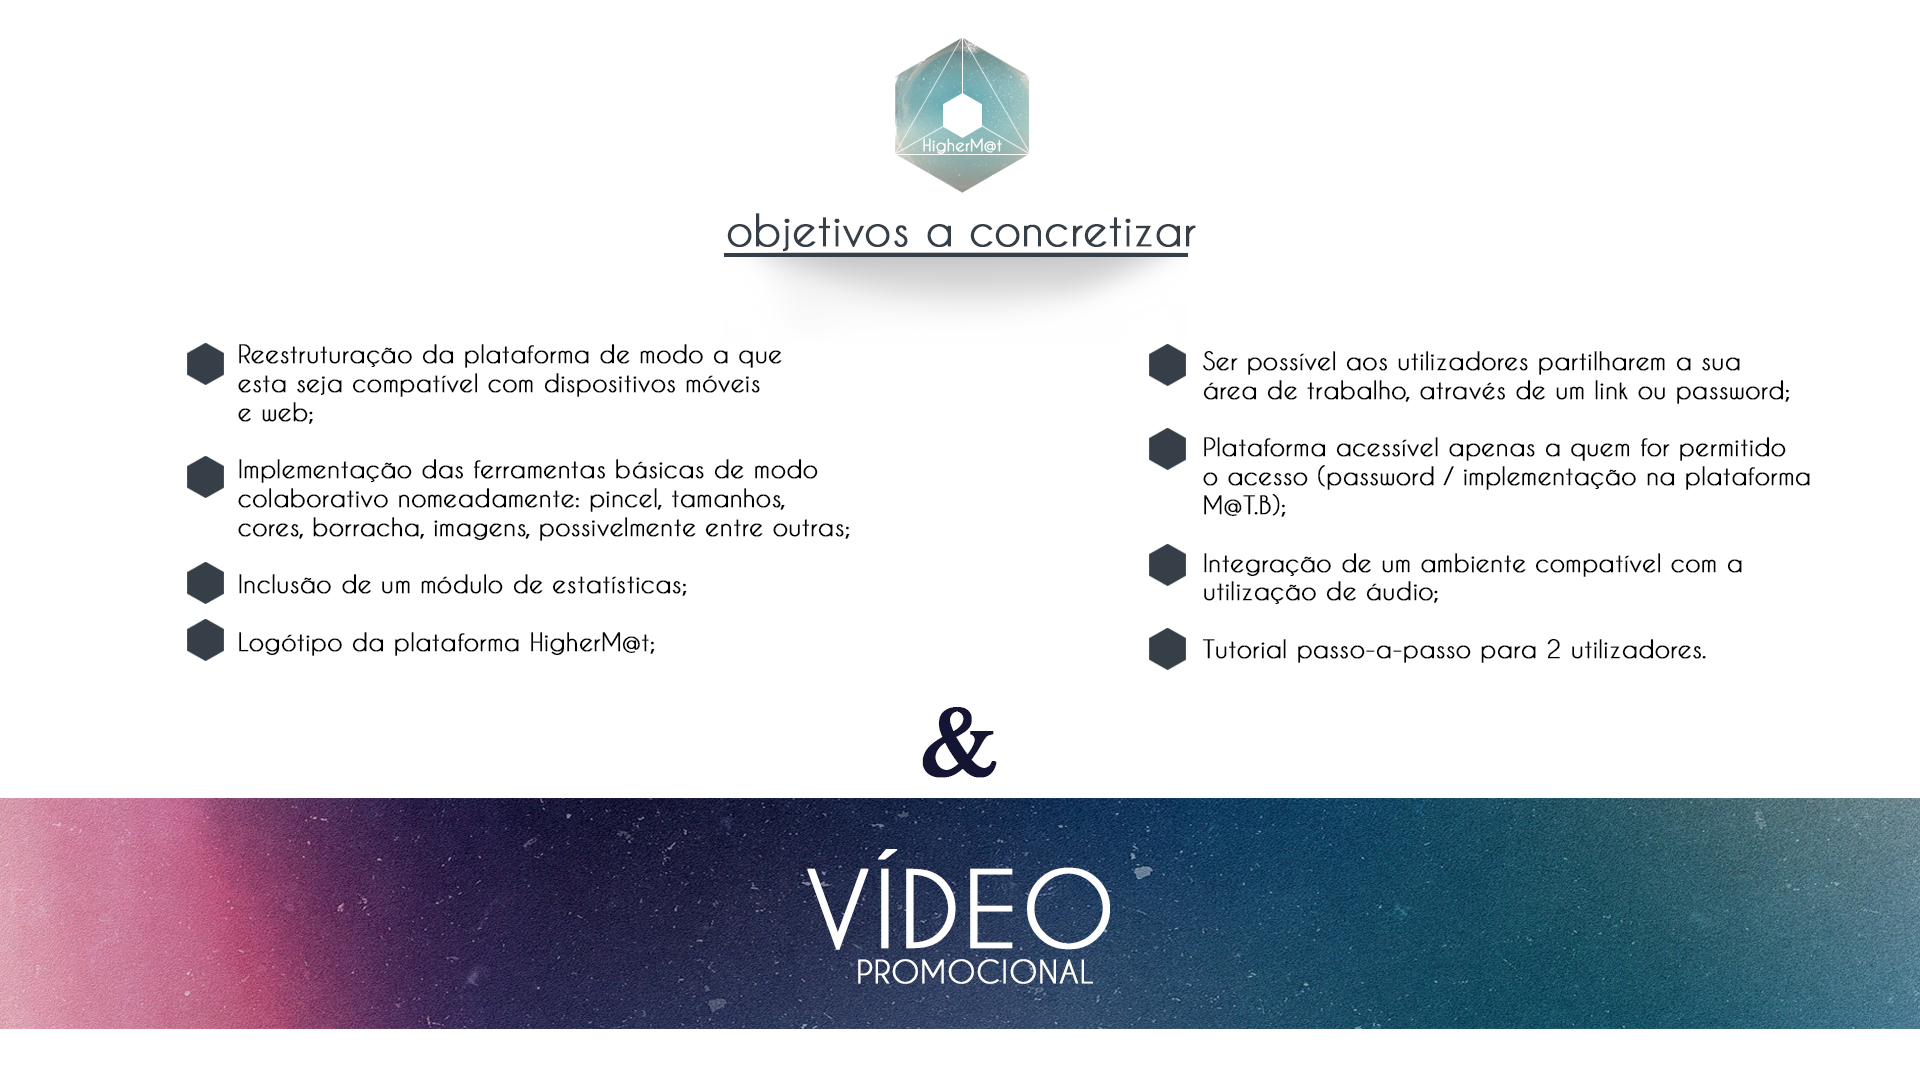 HigherM@t
objetivos a concretizar
Reestruturação da plataforma de modo a que
esta seja compatível com dispositivos móveis
e web;
Implementação das ferramentas básicas de modo
colaborativo nomeadamente: pincel, tamanhos,
cores, borracha, imagens, possivelmente entre outras;
Inclusão de um módulo de estatísticas;
Logótipo da plataforma HigherM@t;
Ser possível aos utilizadores partilharem a sua
área de trabalho, através de um link ou password;
Plataforma acessível apenas a quem for permitido
o acesso (password / implementação na plataforma
M@T.B);
Integração de um ambiente compatível com a
utilização de áudio;
Tutorial passo-a-passo para 2 utilizadores.
&
VÍDEO
PROMOCIONAL